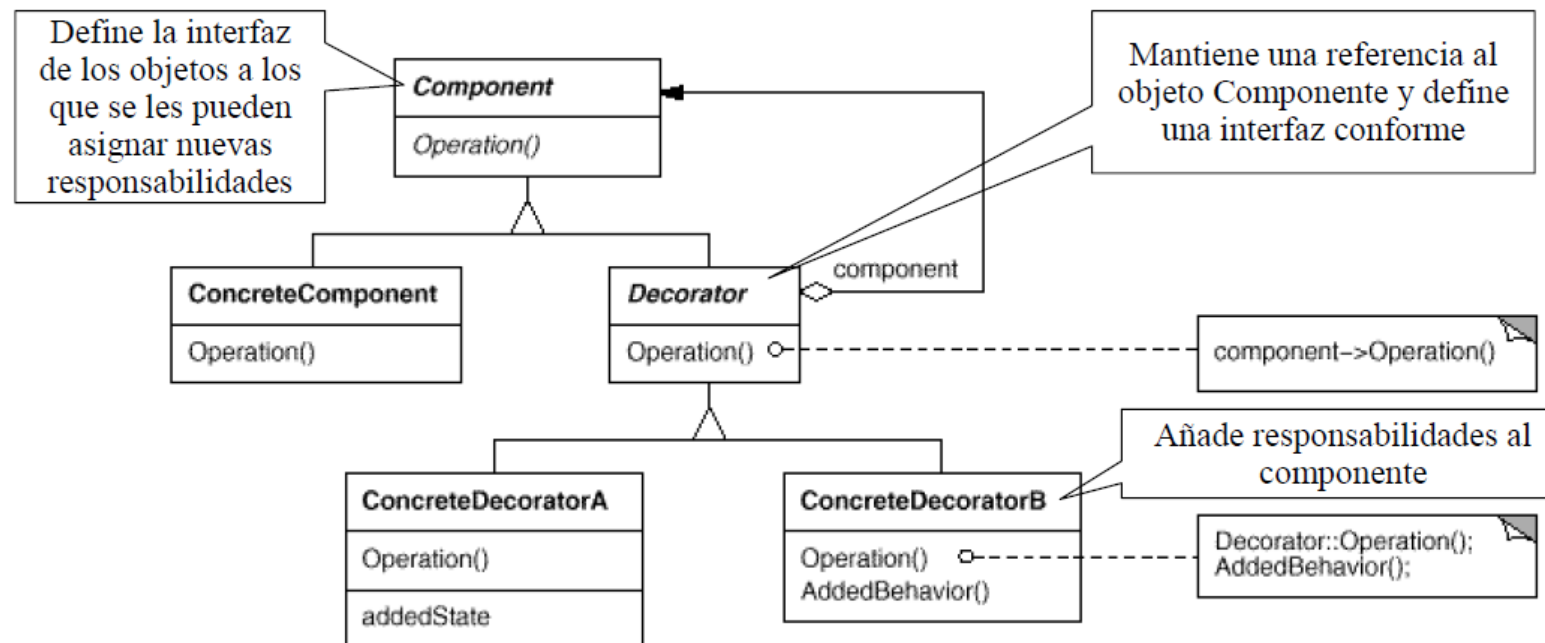 Define la interfaz
de los objetos a los
que se les pueden
asignar nuevas
responsabilidades
Component
Operation()
Mantiene una referencia al
objeto Componente y define
una interfaz conforme
component
ConcreteComponent
Operation()
Decorator
Operation()
component->Operation()
Añade responsabilidades al
componente
ConcreteDecoratorA
Operation()
addedState
ConcreteDecoratorB
Operation()
AddedBehavior()
Decorator::Operation();
AddedBehavior();